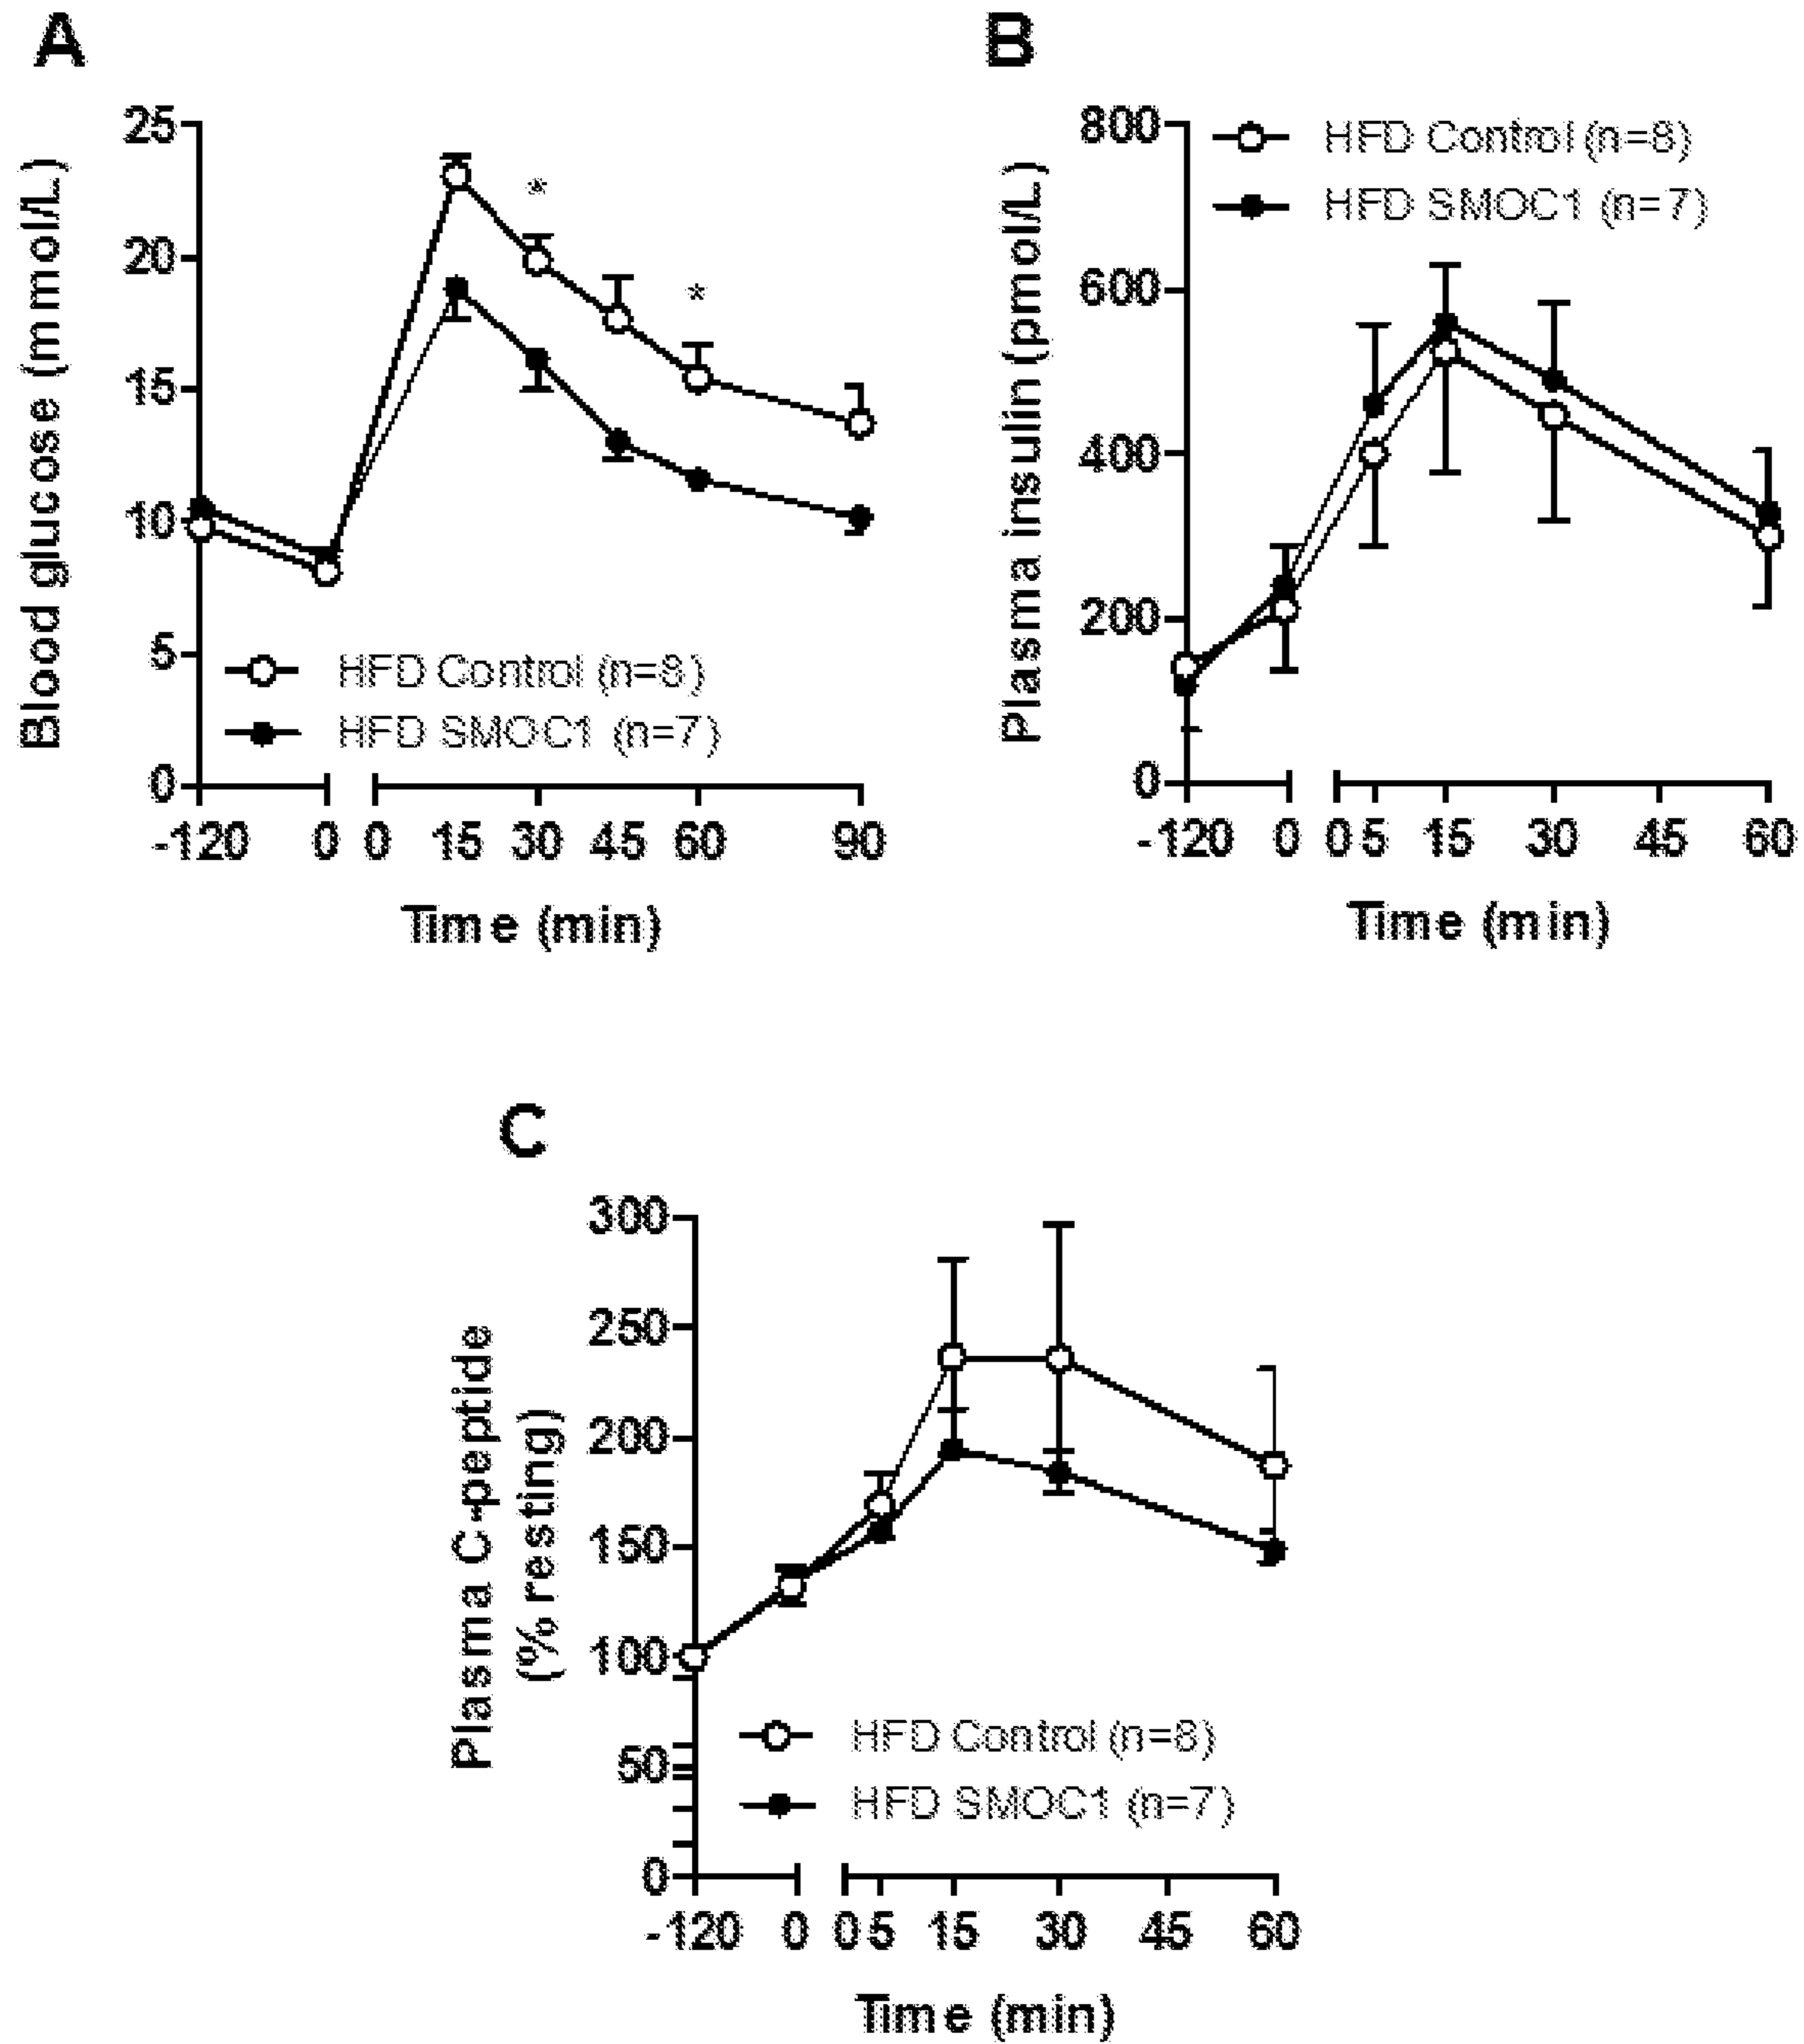 A
Blood glucose (mmol/L)
25
20
15
10
5
0
*
*
HFD Control (n=8)
HFD SMOC1 (n=7)
-120 0 0 15 30 45 60 90
Time (min)
B
Plasma insulin (pmol/L)
800
600
400
200
0
HFD Control (n=8)
HFD SMOC1 (n=7)
-120 0 0 5 15 30 45 60
Time (min)
C
Plasma C-peptide
(% resting)
300
250
200
150
100
50
0
HFD Control (n=8)
HFD SMOC1 (n=7)
-120 0 0 5 15 30 45 60
Time (min)